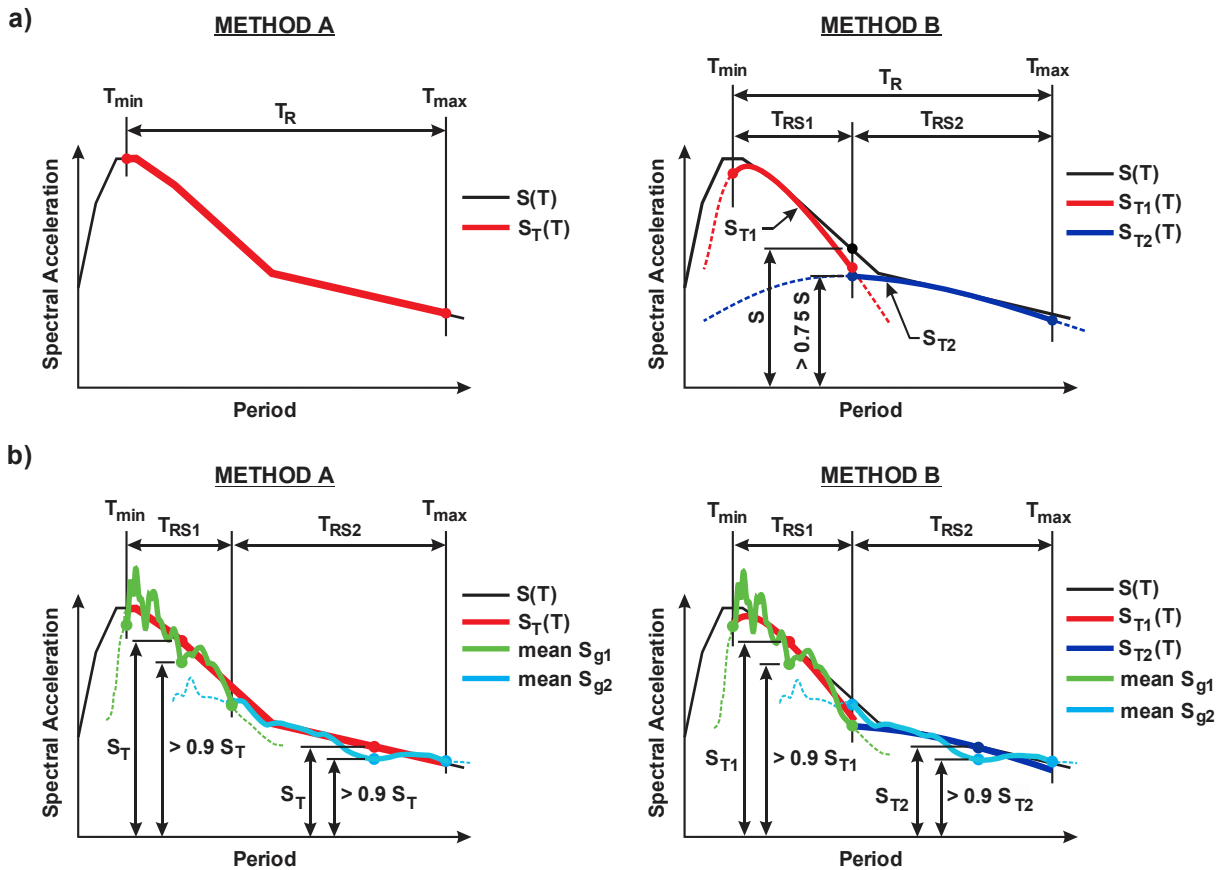 a)
METHOD A
Tmin
TR
Tmax
Spectral Acceleration
Period
S(T)
ST(T)
METHOD B
Tmin
Tmax
TR
TRS1
TRS2
Spectral Acceleration
ST1
S
> 0.75 S
ST2
Period
S(T)
ST1(T)
ST2(T)
b)
METHOD A
Tmin
Tmax
TRS1
TRS2
Spectral Acceleration
ST
> 0.9 ST
ST
> 0.9 ST
Period
S(T)
ST(T)
mean Sg1
mean Sg2
METHOD B
Tmin
Tmax
TRS1
TRS2
Spectral Acceleration
ST1
> 0.9 ST1
ST2
> 0.9 ST2
Period
S(T)
ST1(T)
ST2(T)
mean Sg1
mean Sg2